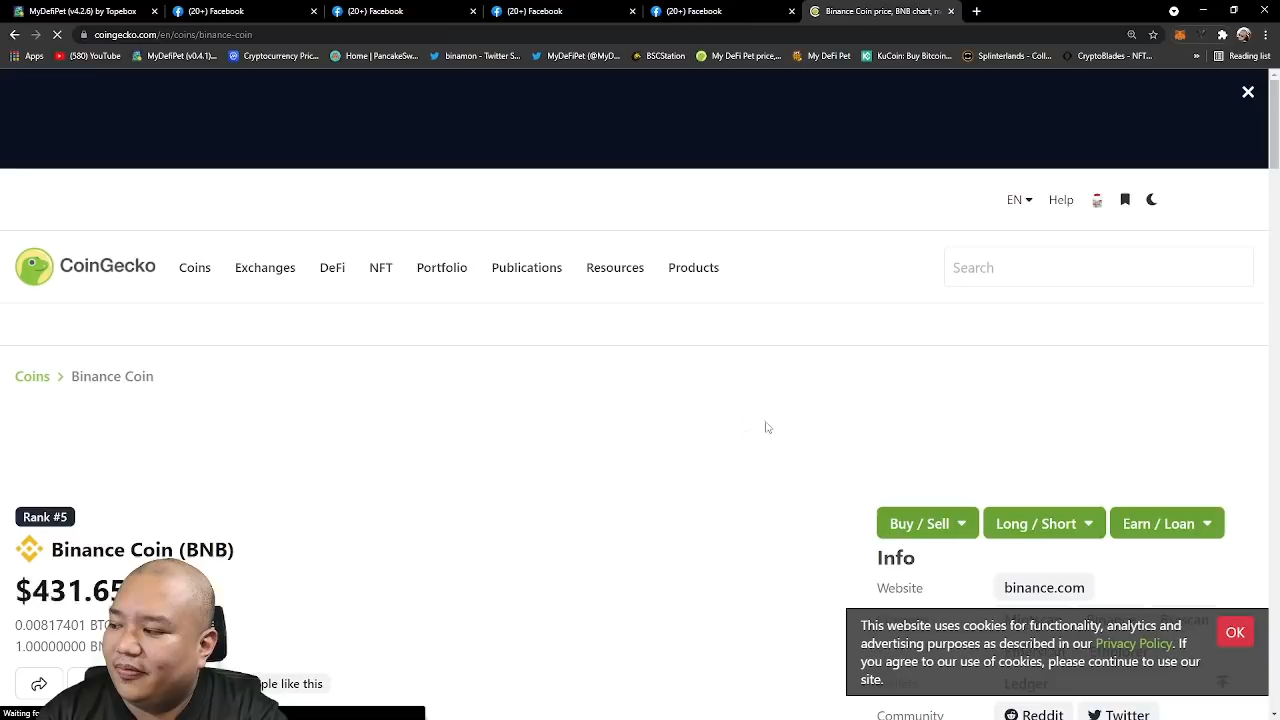 MyDefiPet (v4.2.6) by Topebox
(20+) Facebook
(20+) Facebook
(20+) Facebook
(20+) Facebook
Binance Coin price, BNB chart, m
coingecko.com/en/coins/binance-coin
Apps
(580) YouTube
MyDefiPet (v0.4.1)...
Cryptocurrency Pric...
Home | PancakeSw...
binamon - Twitter S...
MyDefiPet (@MyD...
BSCStation
My DeFi Pet price,...
My DeFi Pet
KuCoin: Buy Bitcoin...
Splinterlands - Coll...
CryptoBlades - NFT...
»
Reading list
EN
Help
CoinGecko
Coins
Exchanges
DeFi
NFT
Portfolio
Publications
Resources
Products
Search
Coins > Binance Coin
Rank #5
Binance Coin (BNB)
$431.65
0.00817401 BTC
1.00000000 BN
ple like this
Buy / Sell
Long / Short
Earn / Loan
Info
Website
binance.com
This website uses cookies for functionality, analytics and
advertising purposes as described in our Privacy Policy. If
you agree to our use of cookies, please continue to use our
site.
OK
Ledger
Community
Reddit
Twitter
Waiting for